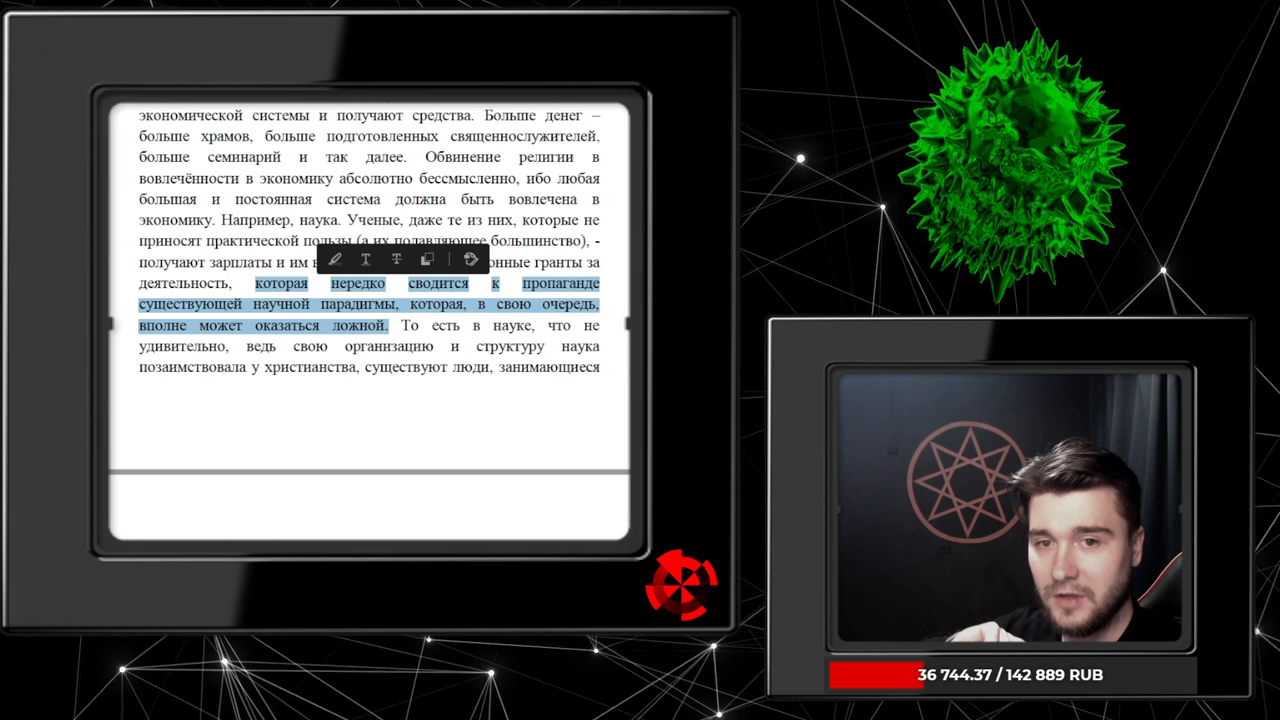 экономической системы и получают средства. Больше денег –
больше храмов, больше подготовленных священнослужителей,
больше семинарий и так далее. Обвинение религии в
вовлечённости в экономику абсолютно бессмысленно, ибо любая
большая и постоянная система должна быть вовлечена в
экономику. Например, наука. Ученые, даже те из них, которые не
приносят практической пользы (а их подавляющее большинство), -
получают зарплаты и им гранты за
деятельность, которая нередко сводится к пропаганде
существующей научной парадигмы, которая, в свою очередь,
вполне может оказаться ложной. То есть в науке, что не
удивительно, ведь свою организацию и структуру наука
позаимствовала у христианства, существуют люди, занимающиеся
36 744.37 / 142 889 RUB